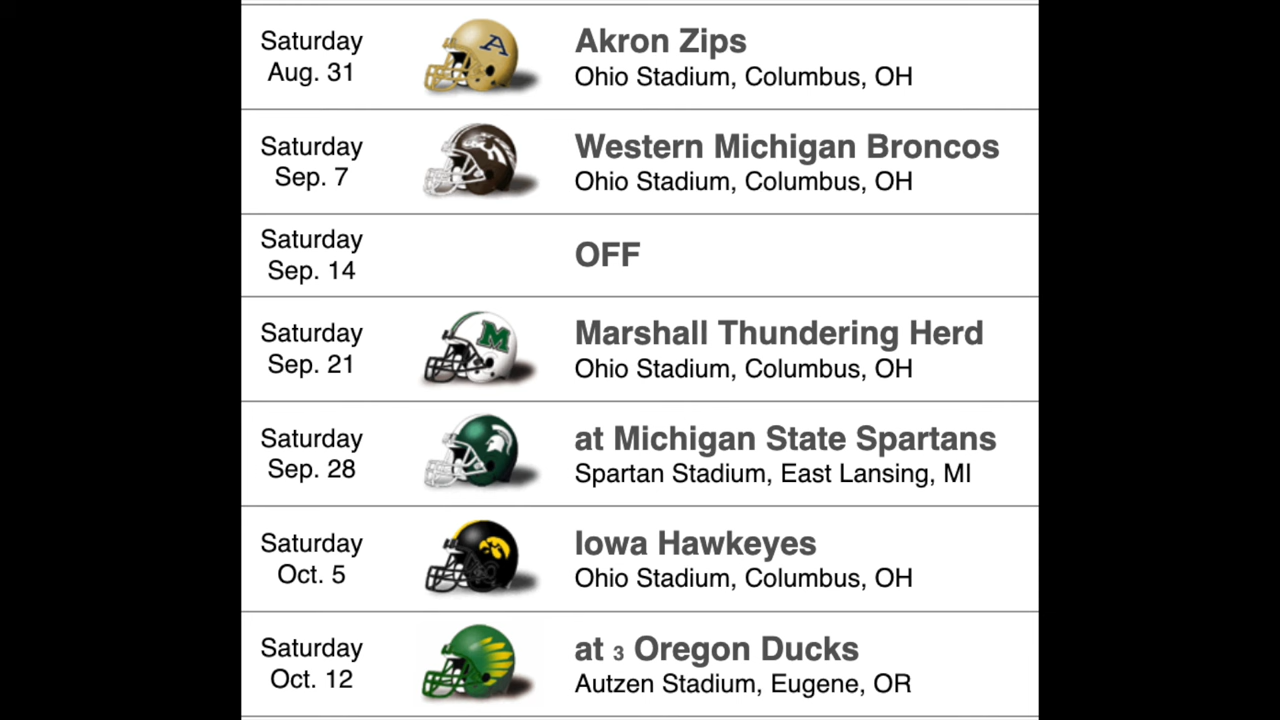 Saturday
Aug. 31
A
Akron Zips
Ohio Stadium, Columbus, OH
Saturday
Sep. 7
Western Michigan Broncos
Ohio Stadium, Columbus, OH
Saturday
Sep. 14
OFF
Saturday
Sep. 21
M
Marshall Thundering Herd
Ohio Stadium, Columbus, OH
Saturday
Sep. 28
at Michigan State Spartans
Spartan Stadium, East Lansing, MI
Saturday
Oct. 5
Iowa Hawkeyes
Ohio Stadium, Columbus, OH
Saturday
Oct. 12
at 3 Oregon Ducks
Autzen Stadium, Eugene, OR